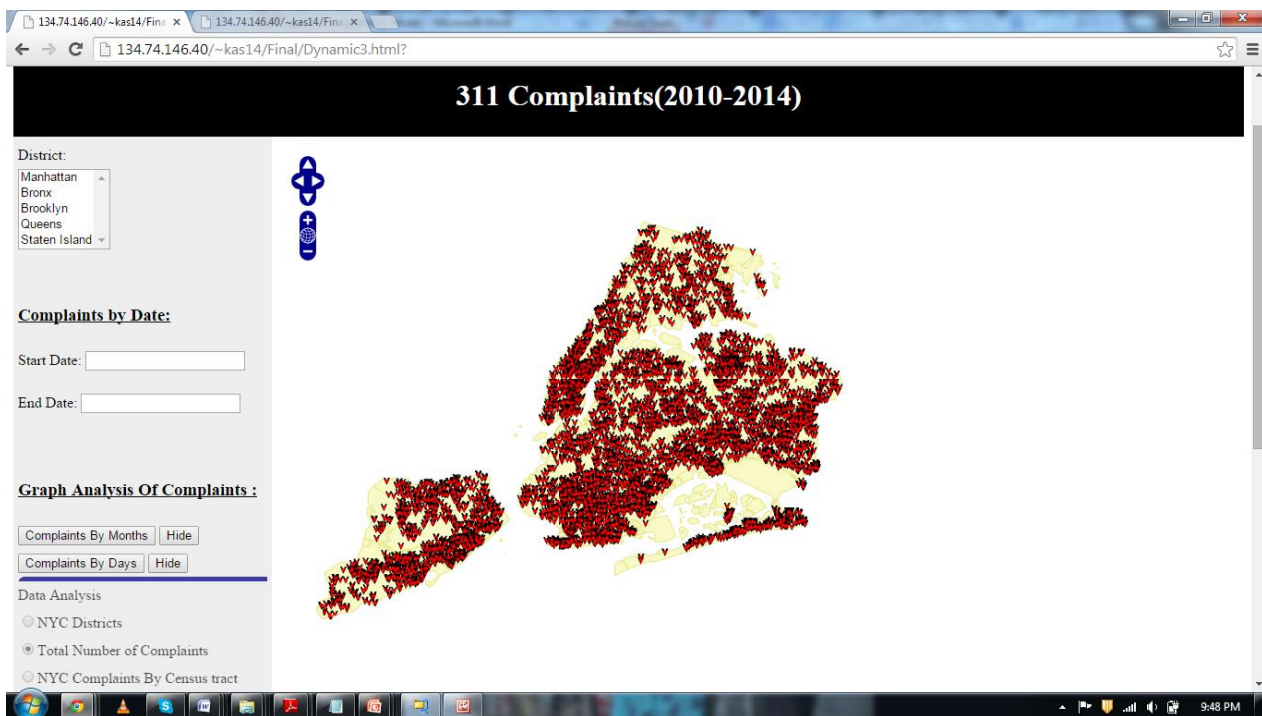 134.74.146.40/~kas14/Fina
134.74.146.40/~kas14/Fina
134.74.146.40/~kas14/Final/Dynamic3.html?
311 Complaints(2010-2014)
District:
Manhattan
Bronx
Brooklyn
Queens
Staten Island
Complaints by Date:
Start Date:
End Date:
Graph Analysis Of Complaints :
Complaints By Months Hide
Complaints By Days Hide
Data Analysis
NYC Districts
Total Number of Complaints
NYC Complaints By Census tract
9:48 PM